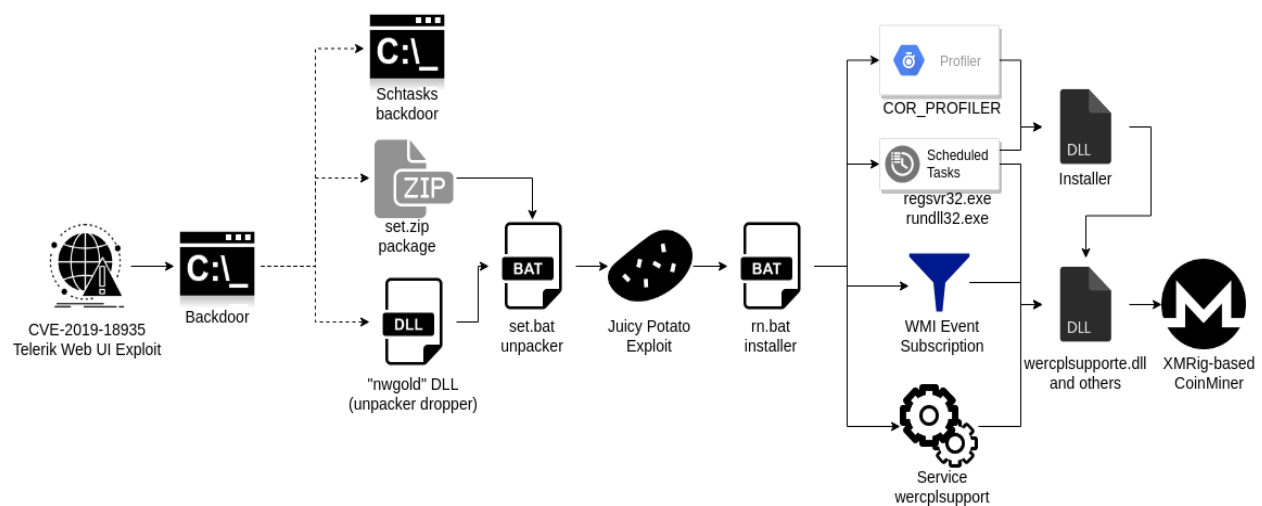 C:\_
Schtasks
backdoor
ZIP
set.zip
package
CVE-2019-18935
Telerik Web UI Exploit
C:\_
Backdoor
DLL
"nwgold" DLL
(unpacker dropper)
BAT
set.bat
unpacker
Juicy Potato
Exploit
BAT
rn.bat
installer
Profiler
COR_PROFILER
Scheduled
Tasks
regsvr32.exe
rundll32.exe
WMI Event
Subscription
Service
wercplsupport
DLL
Installer
DLL
wercplsupporte.dll
and others
XMRig-based
CoinMiner